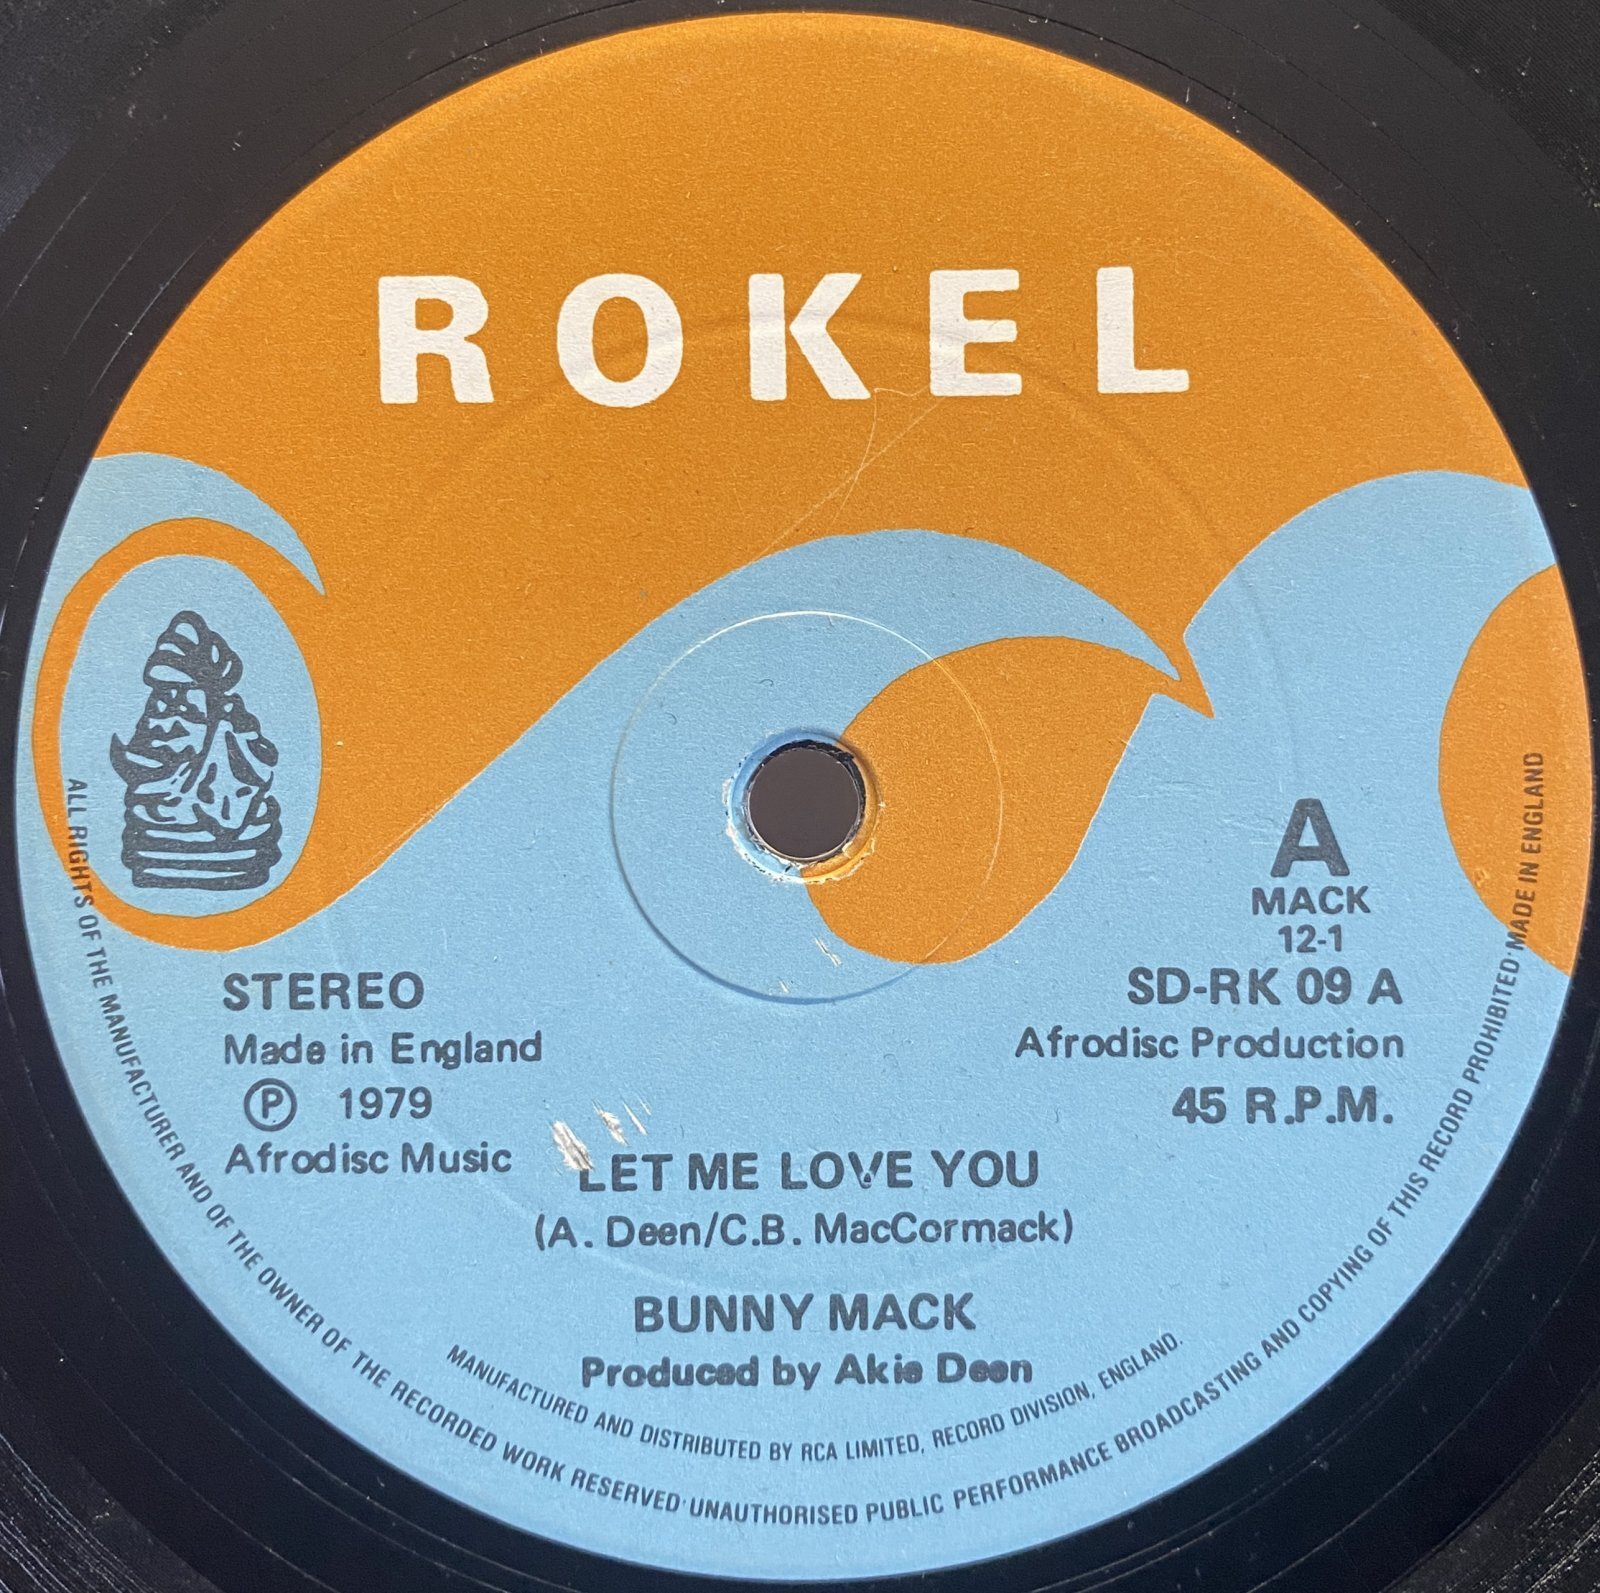 ROKEL
A
MACK
12-1
STEREO
SD-RK 09 A
Made in England
Afrodisc Production
Ⓟ 1979
45 R.P.M.
Afrodisc Music
LET ME LOVE YOU
(A. Deen/C.B. MacCormack)
BUNNY MACK
Produced by Akie Deen
MANUFACTURED AND DISTRIBUTED BY RCA LIMITED, RECORD DIVISION, ENGLAND.
ALL RIGHTS OF THE MANUFACTURER AND OF THE OWNER OF THE RECORDED WORK RESERVED·UNAUTHORISED PUBLIC PERFORMANCE BROADCASTING AND COPYING OF THIS RECORD PROHIBITED·MADE IN ENGLAND